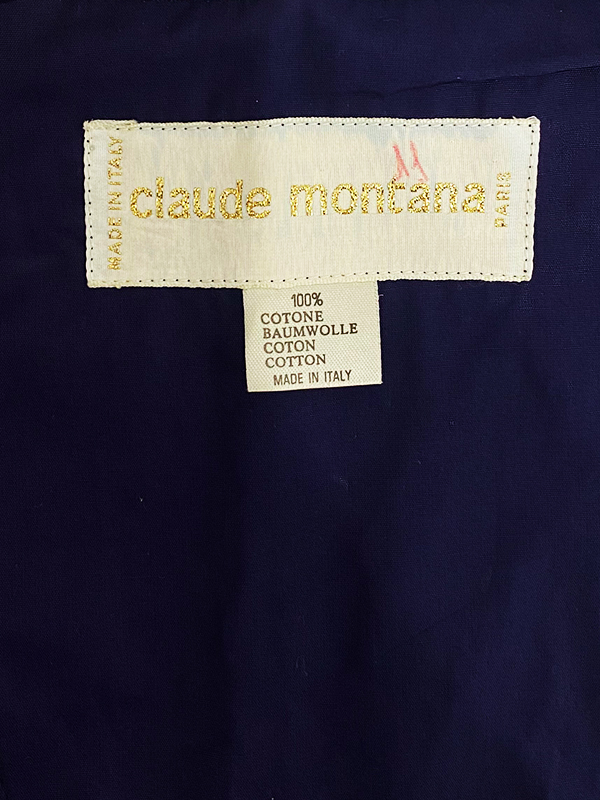 MADE IN ITALY
11
claude montana
PARIS
100%
COTONE
BAUMWOLLE
COTON
COTTON
MADE IN ITALY